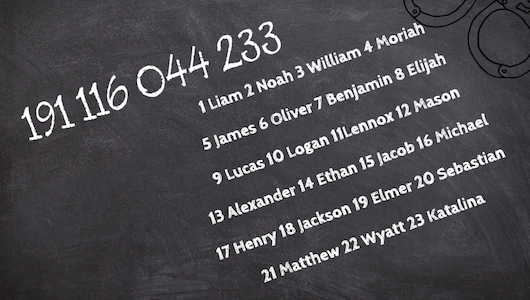 191 116 044 233
1 Liam 2 Noah 3 William 4 Moriah
5 James 6 Oliver 7 Benjamin 8 Elijah
9 Lucas 10 Logan 11Lennox 12 Mason
13 Alexander 14 Ethan 15 Jacob 16 Michael
17 Henry 18 Jackson 19 Elmer 20 Sebastian
21 Matthew 22 Wyatt 23 Katalina